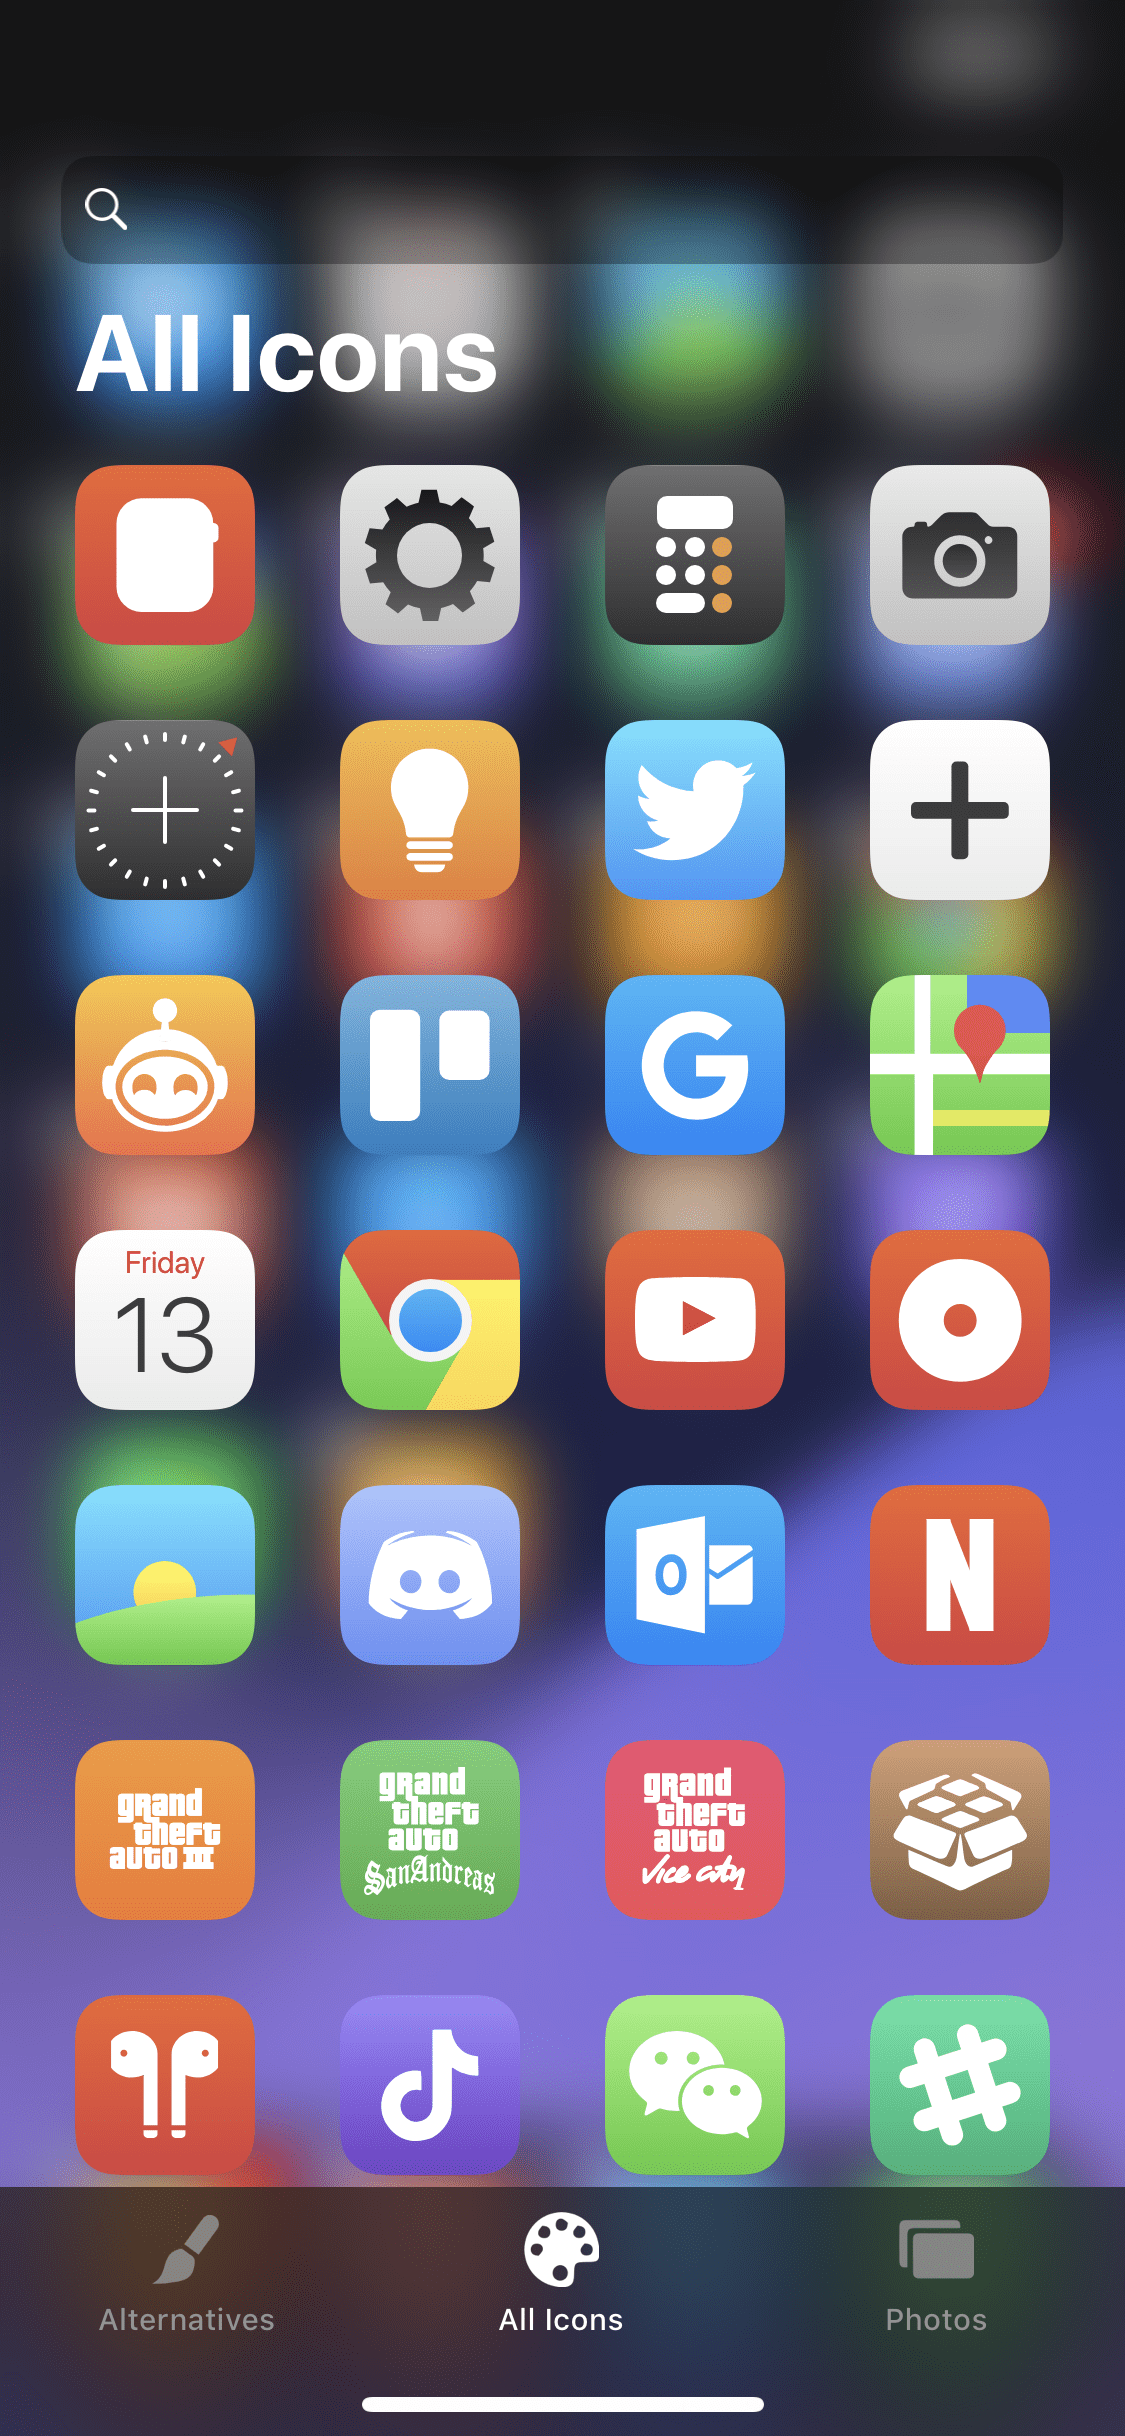 All Icons
Friday
13
grand
theft
auto III
grand
theft
auto
San Andreas
grand
theft
auto
vice city
Alternatives
All Icons
Photos